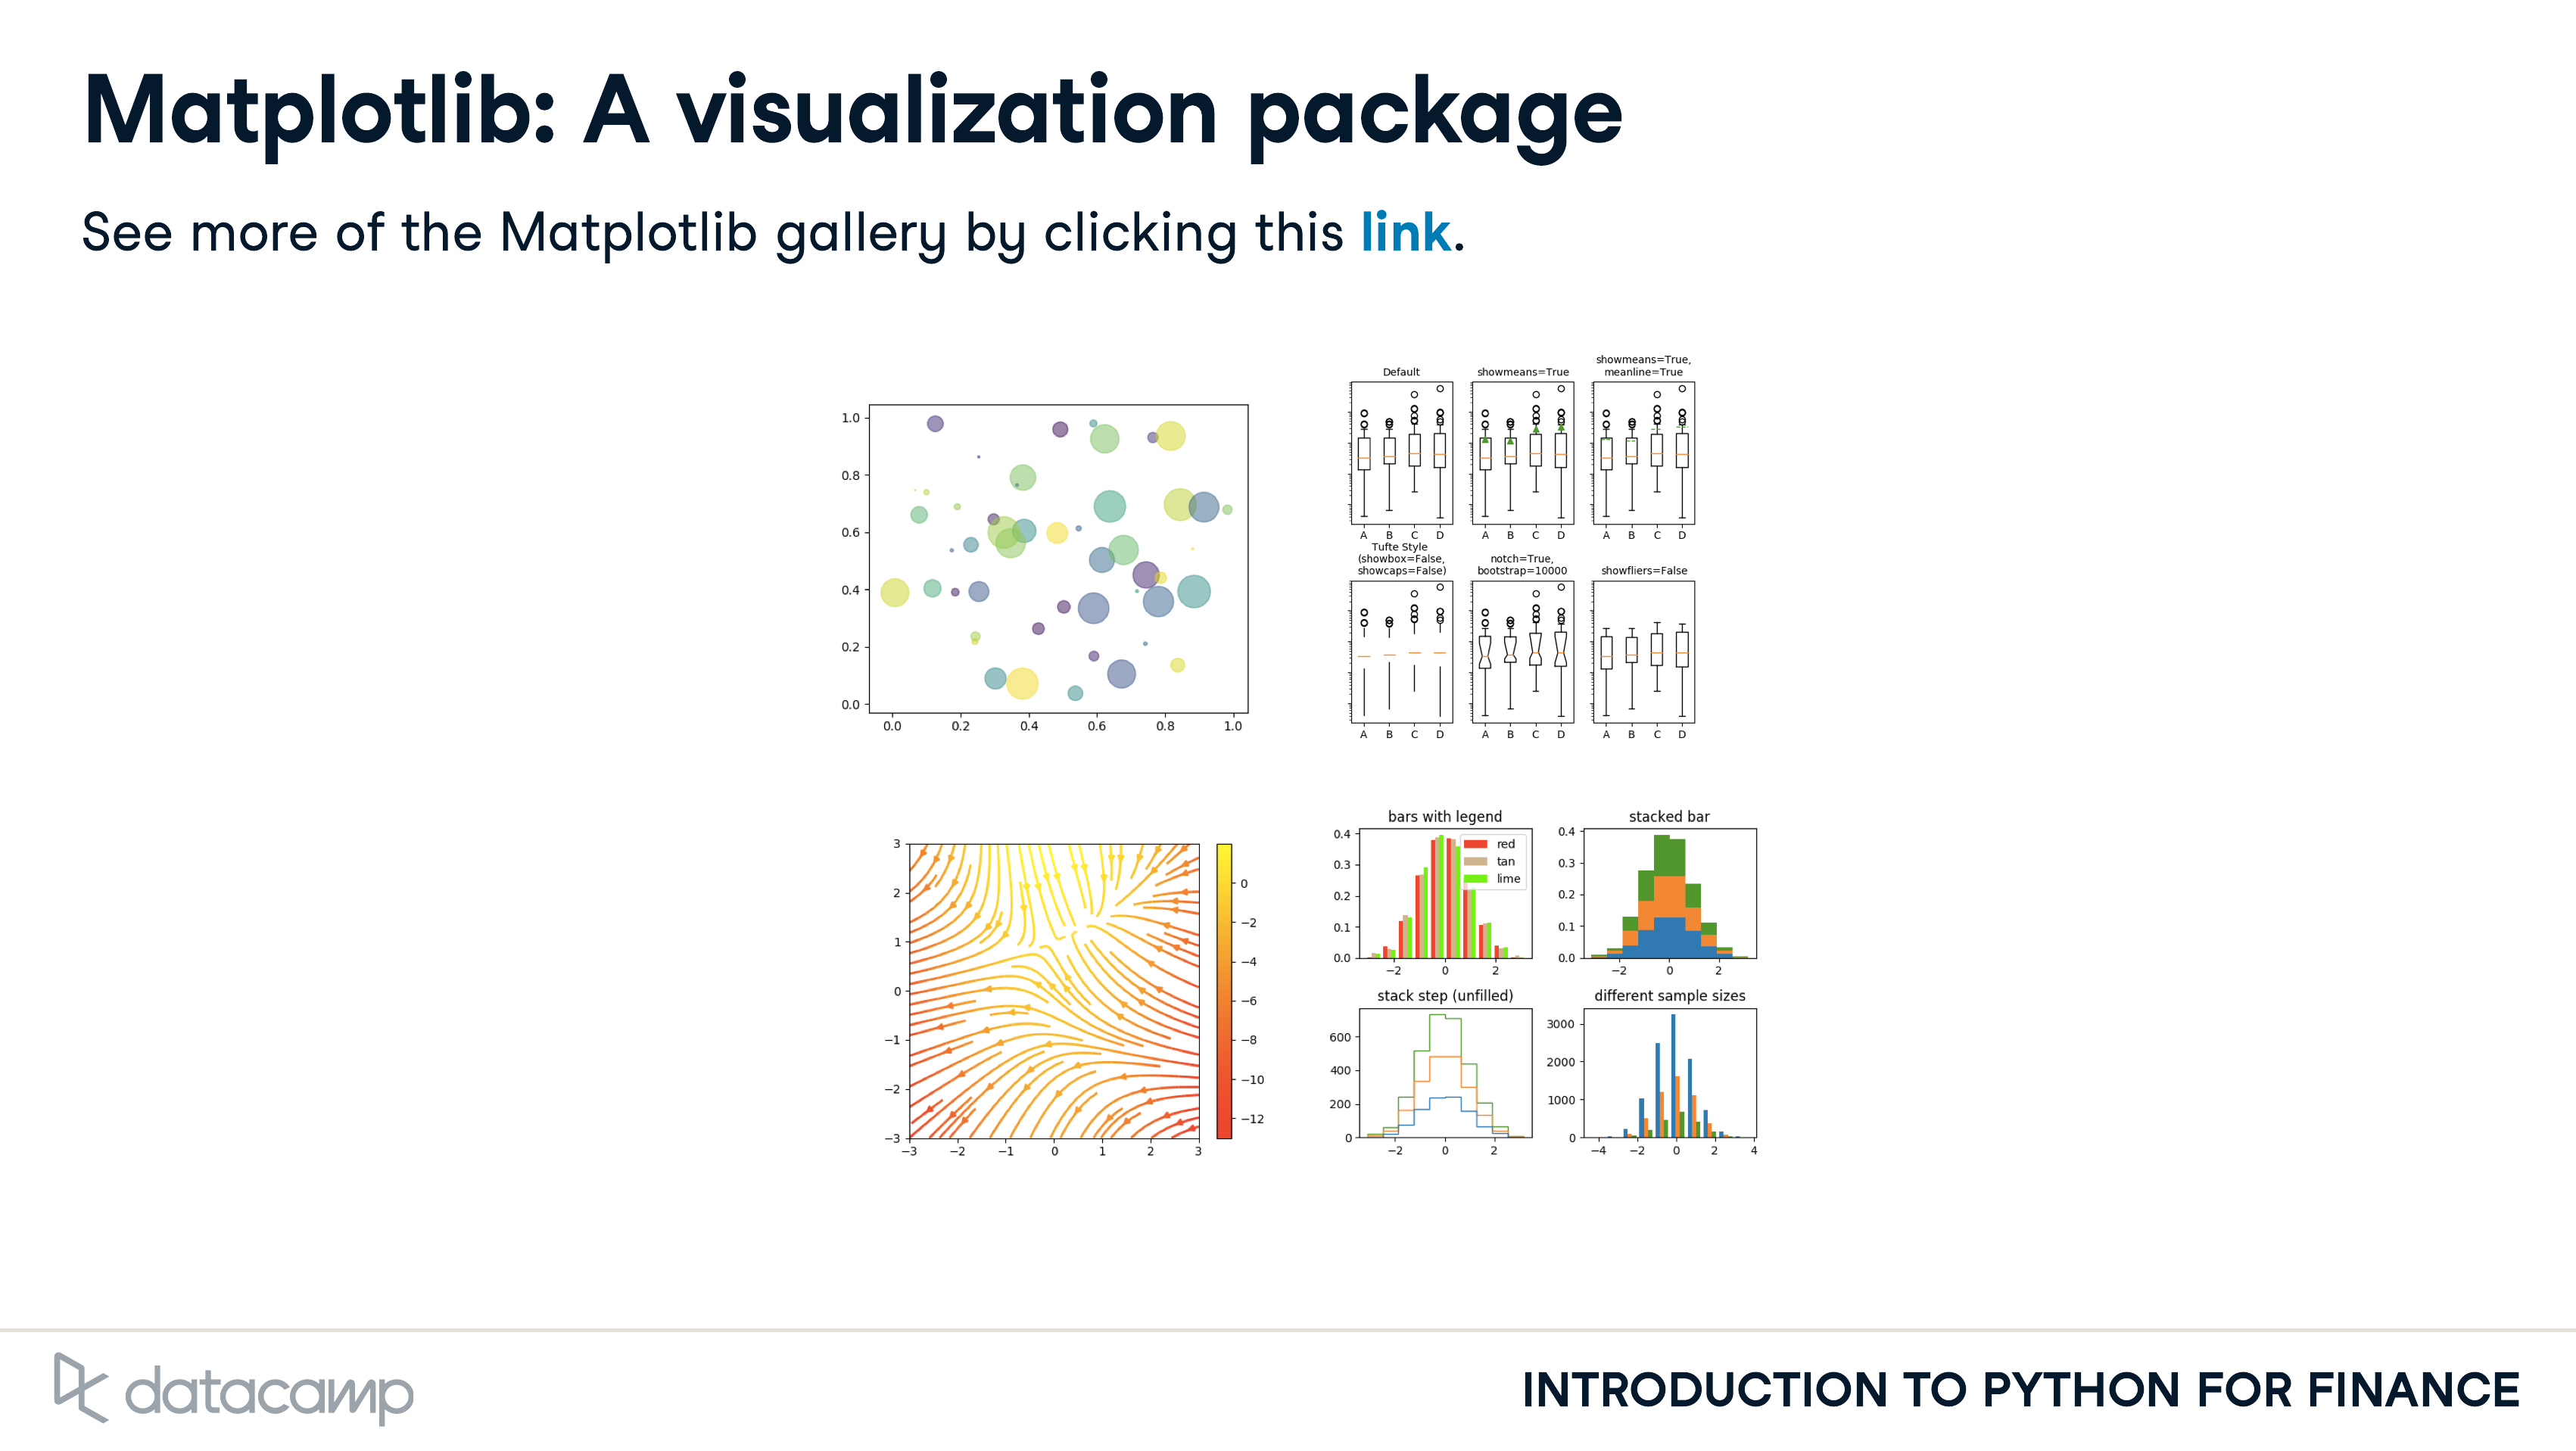 Matplotlib: A visualization package
See more of the Matplotlib gallery by clicking this link.
1.0
0.8
0.6
0.4
0.2
0.0
0.0 0.2 0.4 0.6 0.8 1.0
Default
showmeans=True
showmeans=True,
meanline=True
A B C D
A B C D
A B C D
Tufte Style
(showbox=False,
showcaps=False)
notch=True,
bootstrap=10000
showfliers=False
A B C D
A B C D
A B C D
3
2
1
0
−1
−2
−3
−3 −2 −1 0 1 2 3
0
−2
−4
−6
−8
−10
−12
bars with legend
0.4
0.3
0.2
0.1
0.0
red
tan
lime
−2 0 2
stacked bar
0.4
0.3
0.2
0.1
0.0
−2 0 2
stack step (unfilled)
600
400
200
0
−2 0 2
different sample sizes
3000
2000
1000
0
−4 −2 0 2 4
datacamp
INTRODUCTION TO PYTHON FOR FINANCE